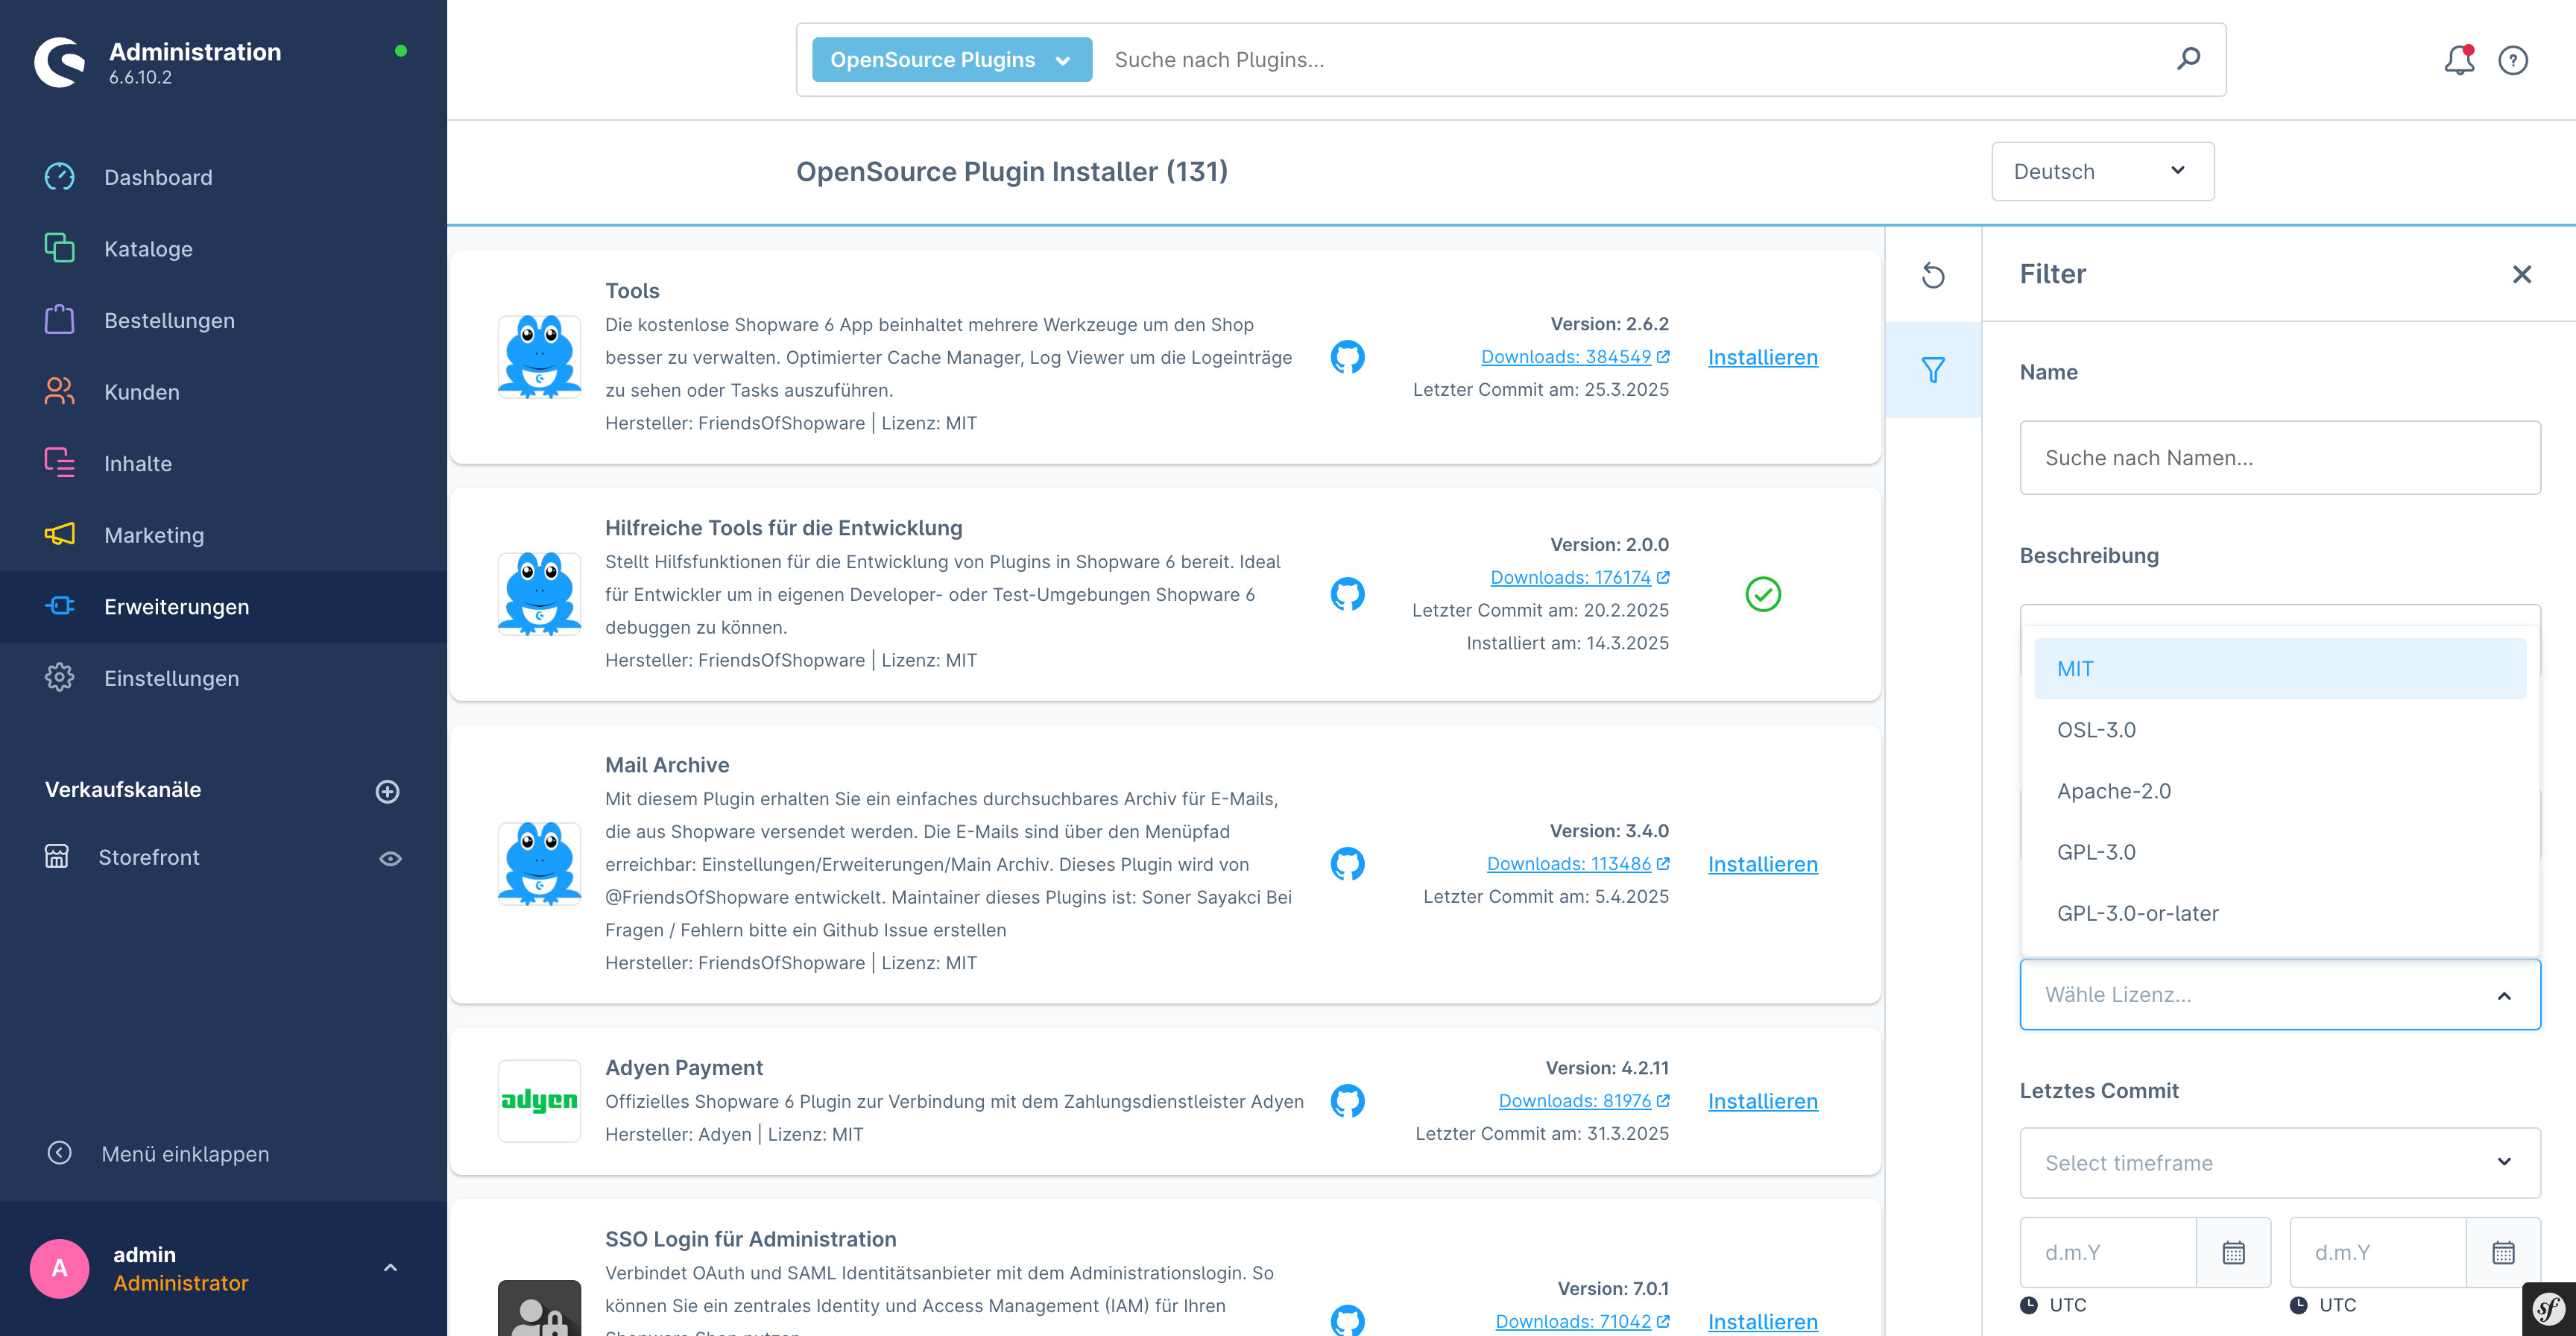 Administration
6.6.10.2
Dashboard
Kataloge
Bestellungen
Kunden
Inhalte
Marketing
Erweiterungen
Einstellungen
Verkaufskanäle
Storefront
Menü einklappen
A
admin
Administrator
OpenSource Plugins
Suche nach Plugins...
?
OpenSource Plugin Installer (131)
Deutsch
Tools
Die kostenlose Shopware 6 App beinhaltet mehrere Werkzeuge um den Shop
besser zu verwalten. Optimierter Cache Manager, Log Viewer um die Logeinträge
zu sehen oder Tasks auszuführen.
Hersteller: FriendsOfShopware | Lizenz: MIT
Version: 2.6.2
Downloads: 384549
Letzter Commit am: 25.3.2025
Installieren
Hilfreiche Tools für die Entwicklung
Stellt Hilfsfunktionen für die Entwicklung von Plugins in Shopware 6 bereit. Ideal
für Entwickler um in eigenen Developer- oder Test-Umgebungen Shopware 6
debuggen zu können.
Hersteller: FriendsOfShopware | Lizenz: MIT
Version: 2.0.0
Downloads: 176174
Letzter Commit am: 20.2.2025
Installiert am: 14.3.2025
Mail Archive
Mit diesem Plugin erhalten Sie ein einfaches durchsuchbares Archiv für E-Mails,
die aus Shopware versendet werden. Die E-Mails sind über den Menüpfad
erreichbar: Einstellungen/Erweiterungen/Main Archiv. Dieses Plugin wird von
@FriendsOfShopware entwickelt. Maintainer dieses Plugins ist: Soner Sayakci Bei
Fragen / Fehlern bitte ein Github Issue erstellen
Hersteller: FriendsOfShopware | Lizenz: MIT
Version: 3.4.0
Downloads: 113486
Letzter Commit am: 5.4.2025
Installieren
adyen
Adyen Payment
Offizielles Shopware 6 Plugin zur Verbindung mit dem Zahlungsdienstleister Adyen
Hersteller: Adyen | Lizenz: MIT
Version: 4.2.11
Downloads: 81976
Letzter Commit am: 31.3.2025
Installieren
SSO Login für Administration
Verbindet OAuth und SAML Identitätsanbieter mit dem Administrationslogin. So
können Sie ein zentrales Identity und Access Management (IAM) für Ihren
Version: 7.0.1
Downloads: 71042
Installieren
Filter
Name
Suche nach Namen...
Beschreibung
MIT
OSL-3.0
Apache-2.0
GPL-3.0
GPL-3.0-or-later
Wähle Lizenz...
Letztes Commit
Select timeframe
d.m.Y
d.m.Y
UTC
UTC
sf